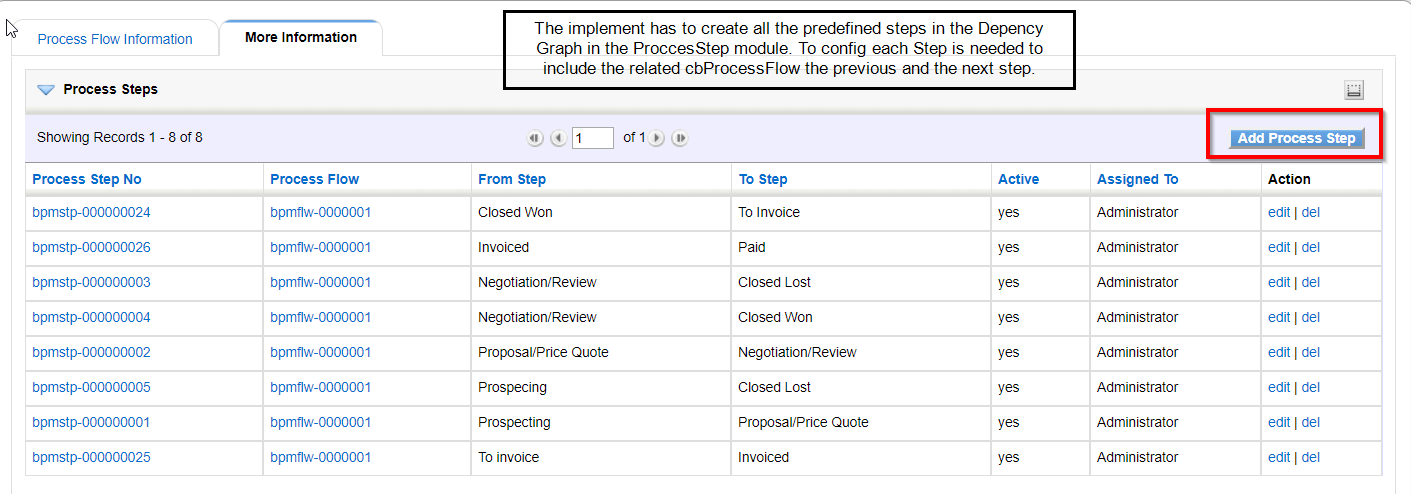 The implement has to create all the predefined steps in the Depency
Graph in the ProccesStep module. To config each Step is needed to
include the related cbProcessFlow the previous and the next step.
Process Flow Information More Information
Process Steps
Showing Records 1 - 8 of 8 1 of 1 Add Process Step
Process Step No Process Flow From Step To Step Active Assigned To Action
bpmstp-000000024 bpmflw-0000001 Closed Won To Invoice yes Administrator edit | del
bpmstp-000000026 bpmflw-0000001 Invoiced Paid yes Administrator edit | del
bpmstp-000000003 bpmflw-0000001 Negotiation/Review Closed Lost yes Administrator edit | del
bpmstp-000000004 bpmflw-0000001 Negotiation/Review Closed Won yes Administrator edit | del
bpmstp-000000002 bpmflw-0000001 Proposal/Price Quote Negotiation/Review yes Administrator edit | del
bpmstp-000000005 bpmflw-0000001 Prospecing Closed Lost yes Administrator edit | del
bpmstp-000000001 bpmflw-0000001 Prospecting Proposal/Price Quote yes Administrator edit | del
bpmstp-000000025 bpmflw-0000001 To invoice Invoiced yes Administrator edit | del